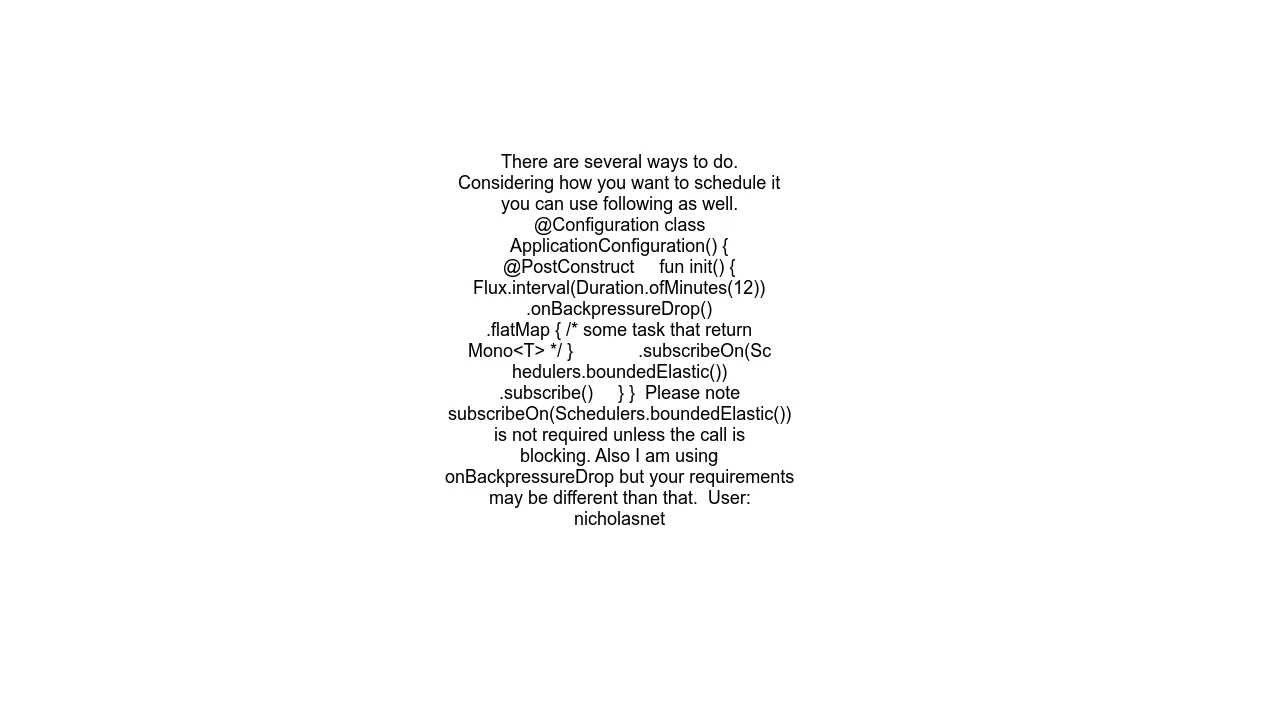 There are several ways to do.
Considering how you want to schedule it
you can use following as well.
@Configuration class
ApplicationConfiguration() {
@PostConstruct     fun init() {
Flux.interval(Duration.ofMinutes(12))
.onBackpressureDrop()
.flatMap { /* some task that return
Mono<T> */ }             .subscribeOn(Sc
hedulers.boundedElastic())
.subscribe()     } }  Please note
subscribeOn(Schedulers.boundedElastic())
is not required unless the call is
blocking. Also I am using
onBackpressureDrop but your requirements
may be different than that.  User:
nicholasnet